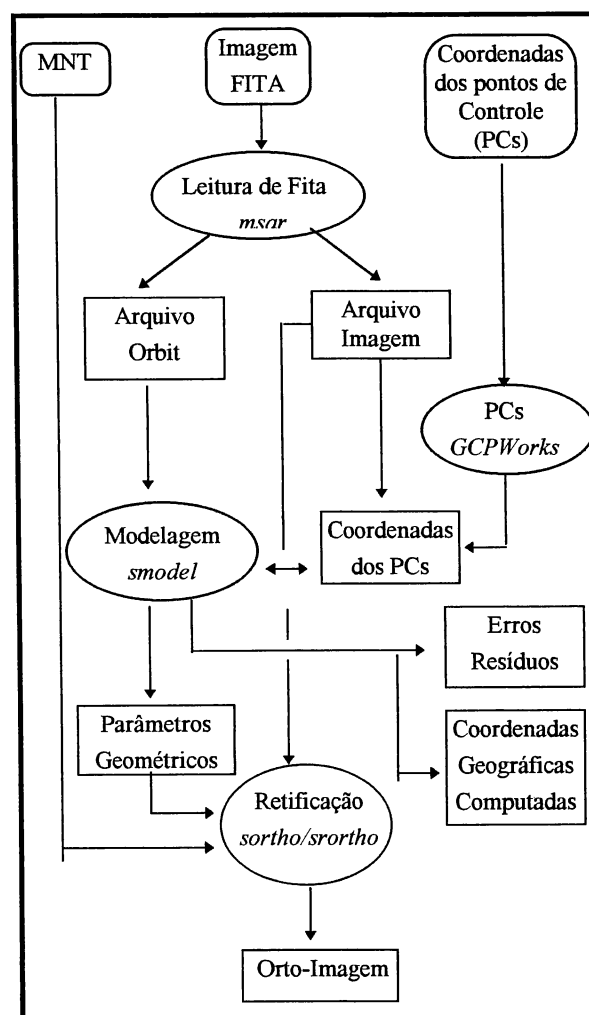 MNT
Imagem
FITA
Coordenadas
dos pontos de
Controle
(PCs)
Leitura de Fita
msar
Arquivo
Orbit
Arquivo
Imagem
PCs
GCPWorks
Modelagem
smodel
Coordenadas
dos PCs
Erros
Resíduos
Parâmetros
Geométricos
Coordenadas
Geográficas
Computadas
Retificação
sortho/srortho
Orto-Imagem